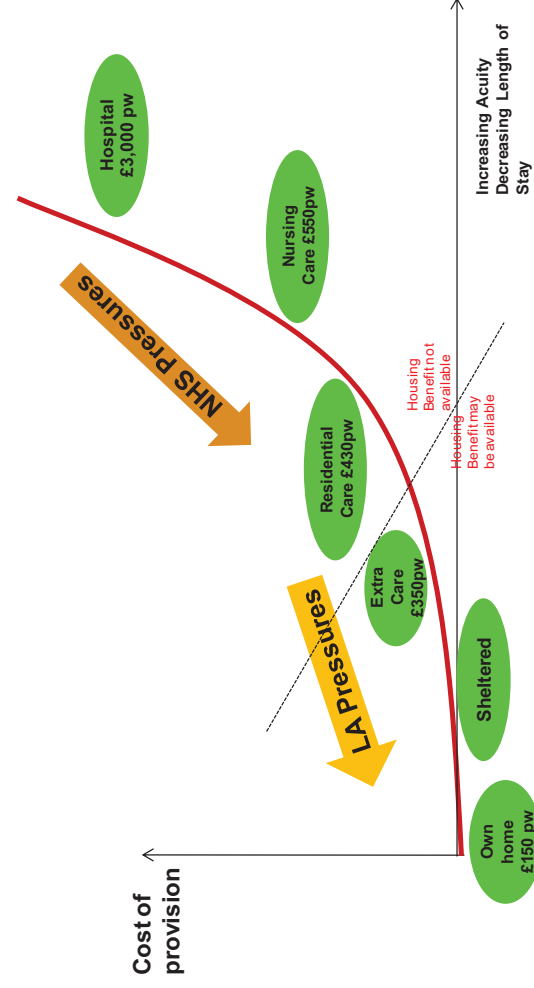 Cost of
provision
Hospital
£3,000 pw
NHS Pressures
Nursing
Care £550pw
Residential
Care £430pw
LA Pressures
Extra
Care
£350pw
Housing
Benefit not
available
Housing
Benefit may
be available
Sheltered
Own
home
£150 pw
Increasing Acuity
Decreasing Length of
Stay